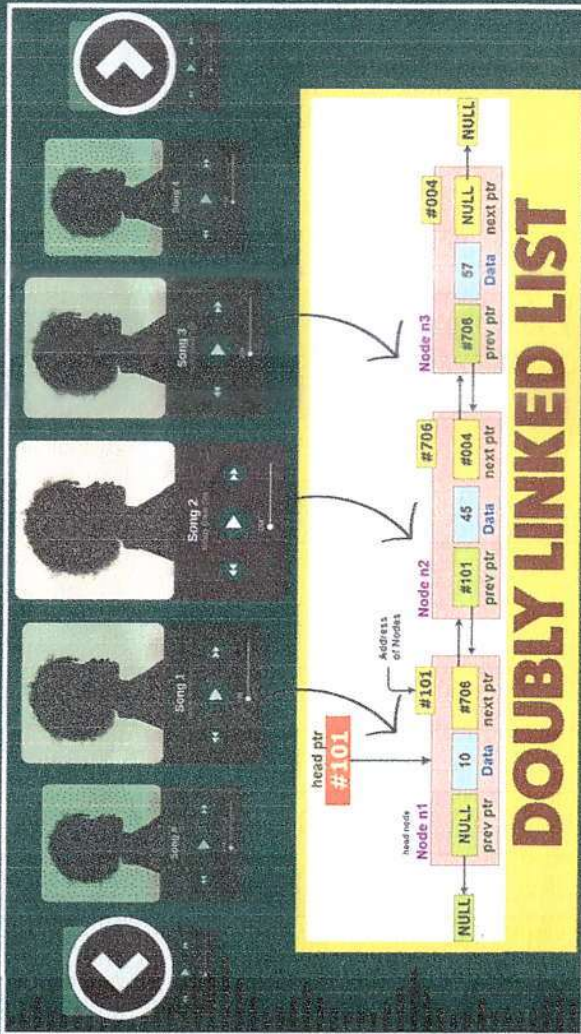 Song 1
Song 2
Song 3
Song 4
head ptr
#101
Address
of Nodes
head node
Node n1
#101
Node n2
#706
Node n3
#004
NULL
NULL
10
#706
#101
45
#004
#706
57
NULL
NULL
prev ptr
Data
next ptr
prev ptr
Data
next ptr
prev ptr
Data
next ptr
DOUBLY LINKED LIST